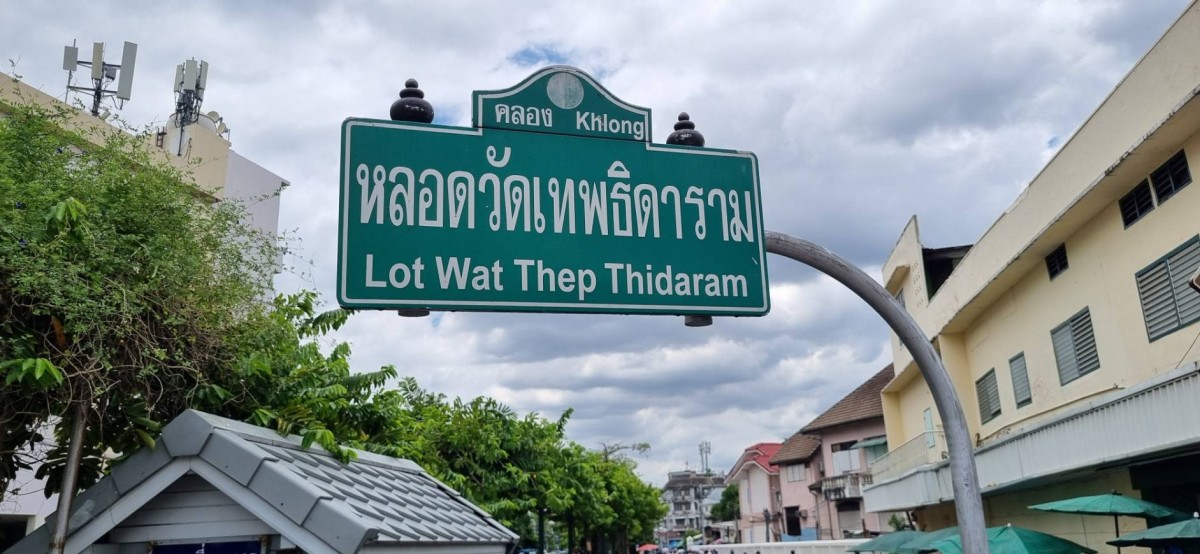 คลอง Khlong
หลอดวัดเทพธิดาราม
Lot Wat Thep Thidaram